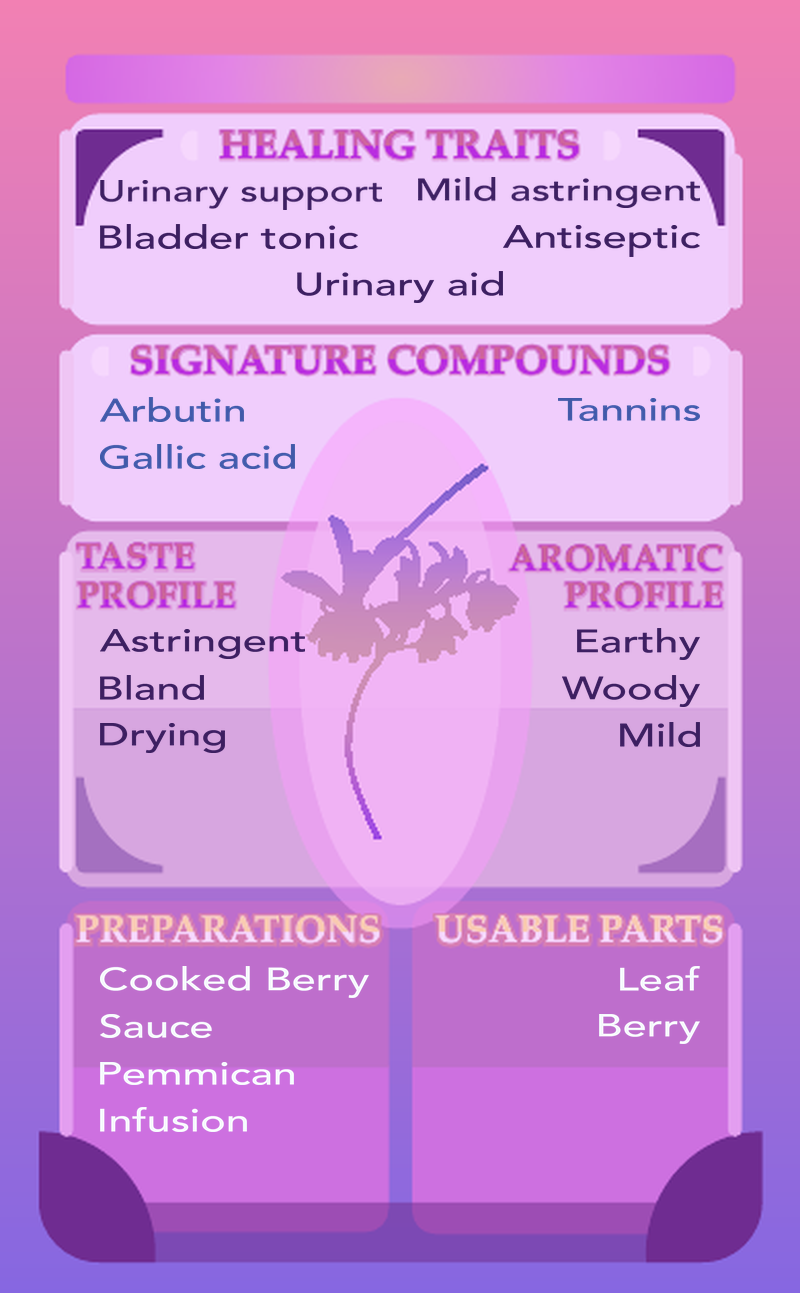 HEALING TRAITS
Urinary support Mild astringent
Bladder tonic Antiseptic
Urinary aid
SIGNATURE COMPOUNDS
Arbutin Tannins
Gallic acid
TASTE
PROFILE
Astringent
Bland
Drying
AROMATIC
PROFILE
Earthy
Woody
Mild
PREPARATIONS
Cooked Berry
Sauce
Pemmican
Infusion
USABLE PARTS
Leaf
Berry